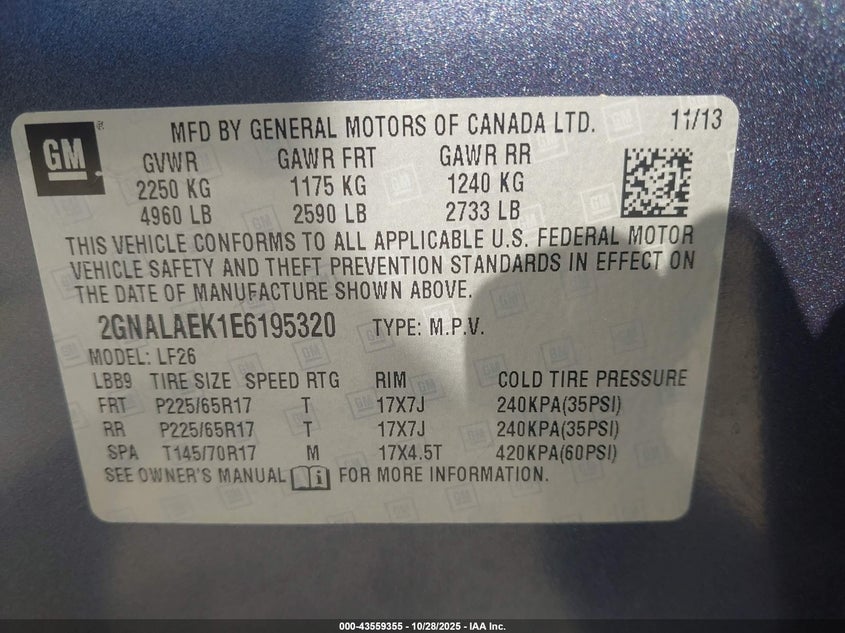 GM
MFD BY GENERAL MOTORS OF CANADA LTD. 11/13
GVWR GAWR FRT GAWR RR
2250 KG 1175 KG 1240 KG
4960 LB 2590 LB 2733 LB
THIS VEHICLE CONFORMS TO ALL APPLICABLE U.S. FEDERAL MOTOR
VEHICLE SAFETY AND THEFT PREVENTION STANDARDS IN EFFECT ON
THE DATE OF MANUFACTURE SHOWN ABOVE.
2GNALAEK1E6195320 TYPE: M.P.V.
MODEL: LF26
LBB9 TIRE SIZE SPEED RTG RIM COLD TIRE PRESSURE
FRT P225/65R17 T 17X7J 240KPA(35PSI)
RR P225/65R17 T 17X7J 240KPA(35PSI)
SPA T145/70R17 M 17X4.5T 420KPA(60PSI)
SEE OWNER'S MANUAL i FOR MORE INFORMATION.
000-43559355 - 10/28/2025 - IAA Inc.